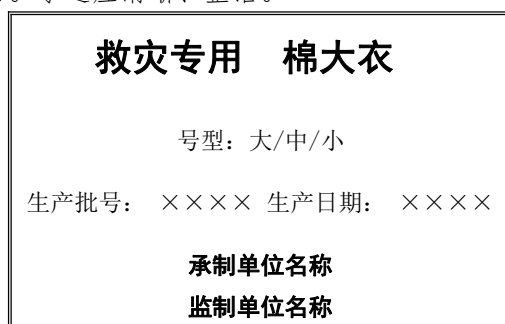 救灾专用 棉大衣
号型：大/中/小
生产批号： ×××× 生产日期： ××××
承制单位名称
监制单位名称